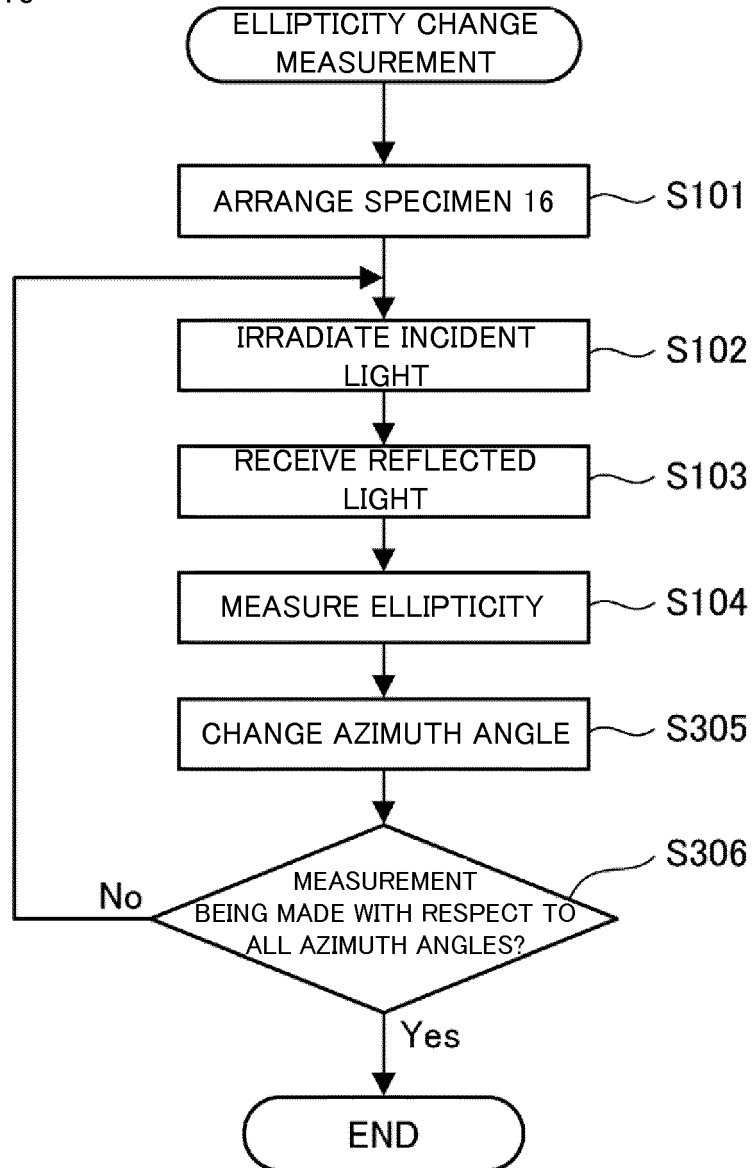 ELLIPTICITY CHANGE
MEASUREMENT
ARRANGE SPECIMEN 16
S101
IRRADIATE INCIDENT
LIGHT
S102
RECEIVE REFLECTED
LIGHT
S103
MEASURE ELLIPTICITY
S104
CHANGE AZIMUTH ANGLE
S305
S306
MEASUREMENT
BEING MADE WITH RESPECT TO
ALL AZIMUTH ANGLES?
No
Yes
END